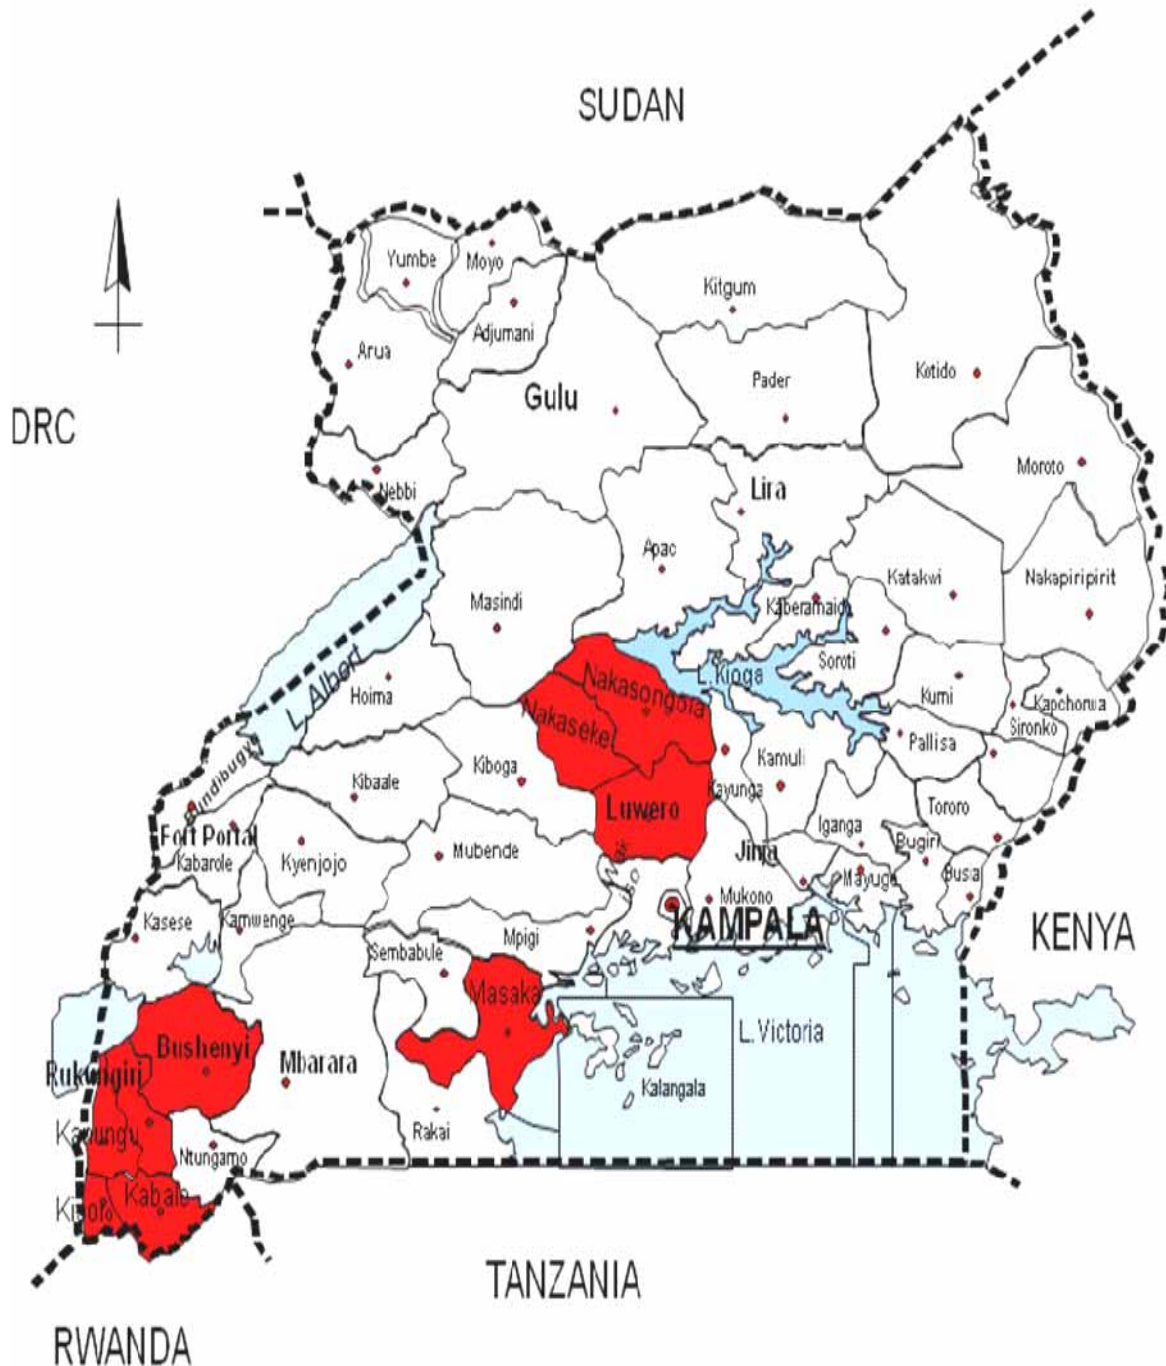 SUDAN
Yumbe
Moyo
Kitgum
Adjumani
Arua
Pader
Kotido
Gulu
DRC
Moroto
Nebbi
Lira
Apac
Katakwi
Nakapiripirit
Masindi
Kaberamaido
Soroti
L.Kioga
L.Albert
Hoima
Nakasongola
Kumi
Kapchorwa
Sironko
Nakaseke
Pallisa
Kamuli
Kiboga
Kibaale
Kayunga
Luwero
Tororo
Iganga
Bugiri
Fort Portal
Kabarole
Kyenjojo
Mubende
Jinja
Mayuge
Busia
Mukono
KAMPALA
Kasese
Kamwenge
Mpigi
KENYA
Sembabule
Masaka
L.Victoria
Bushenyi
Rukungiri
Mbarara
Kalangala
Rakai
Kanungu
Ntungamo
Kabale
Kisoro
TANZANIA
RWANDA